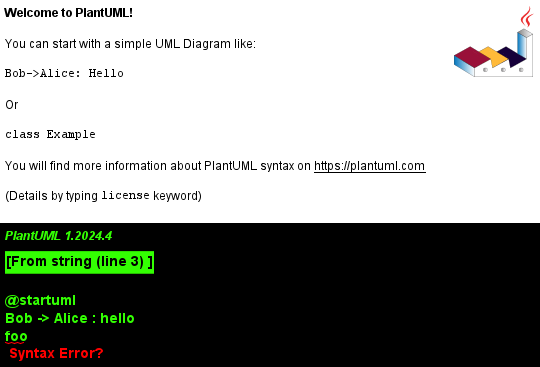 Welcome to PlantUML!
You can start with a simple UML Diagram like:
Bob->Alice: Hello
Or
class Example
You will find more information about PlantUML syntax on https://plantuml.com
(Details by typing license keyword)
PlantUML 1.2024.4
[From string (line 3) ]
@startuml
Bob -> Alice : hello
foo
Syntax Error?